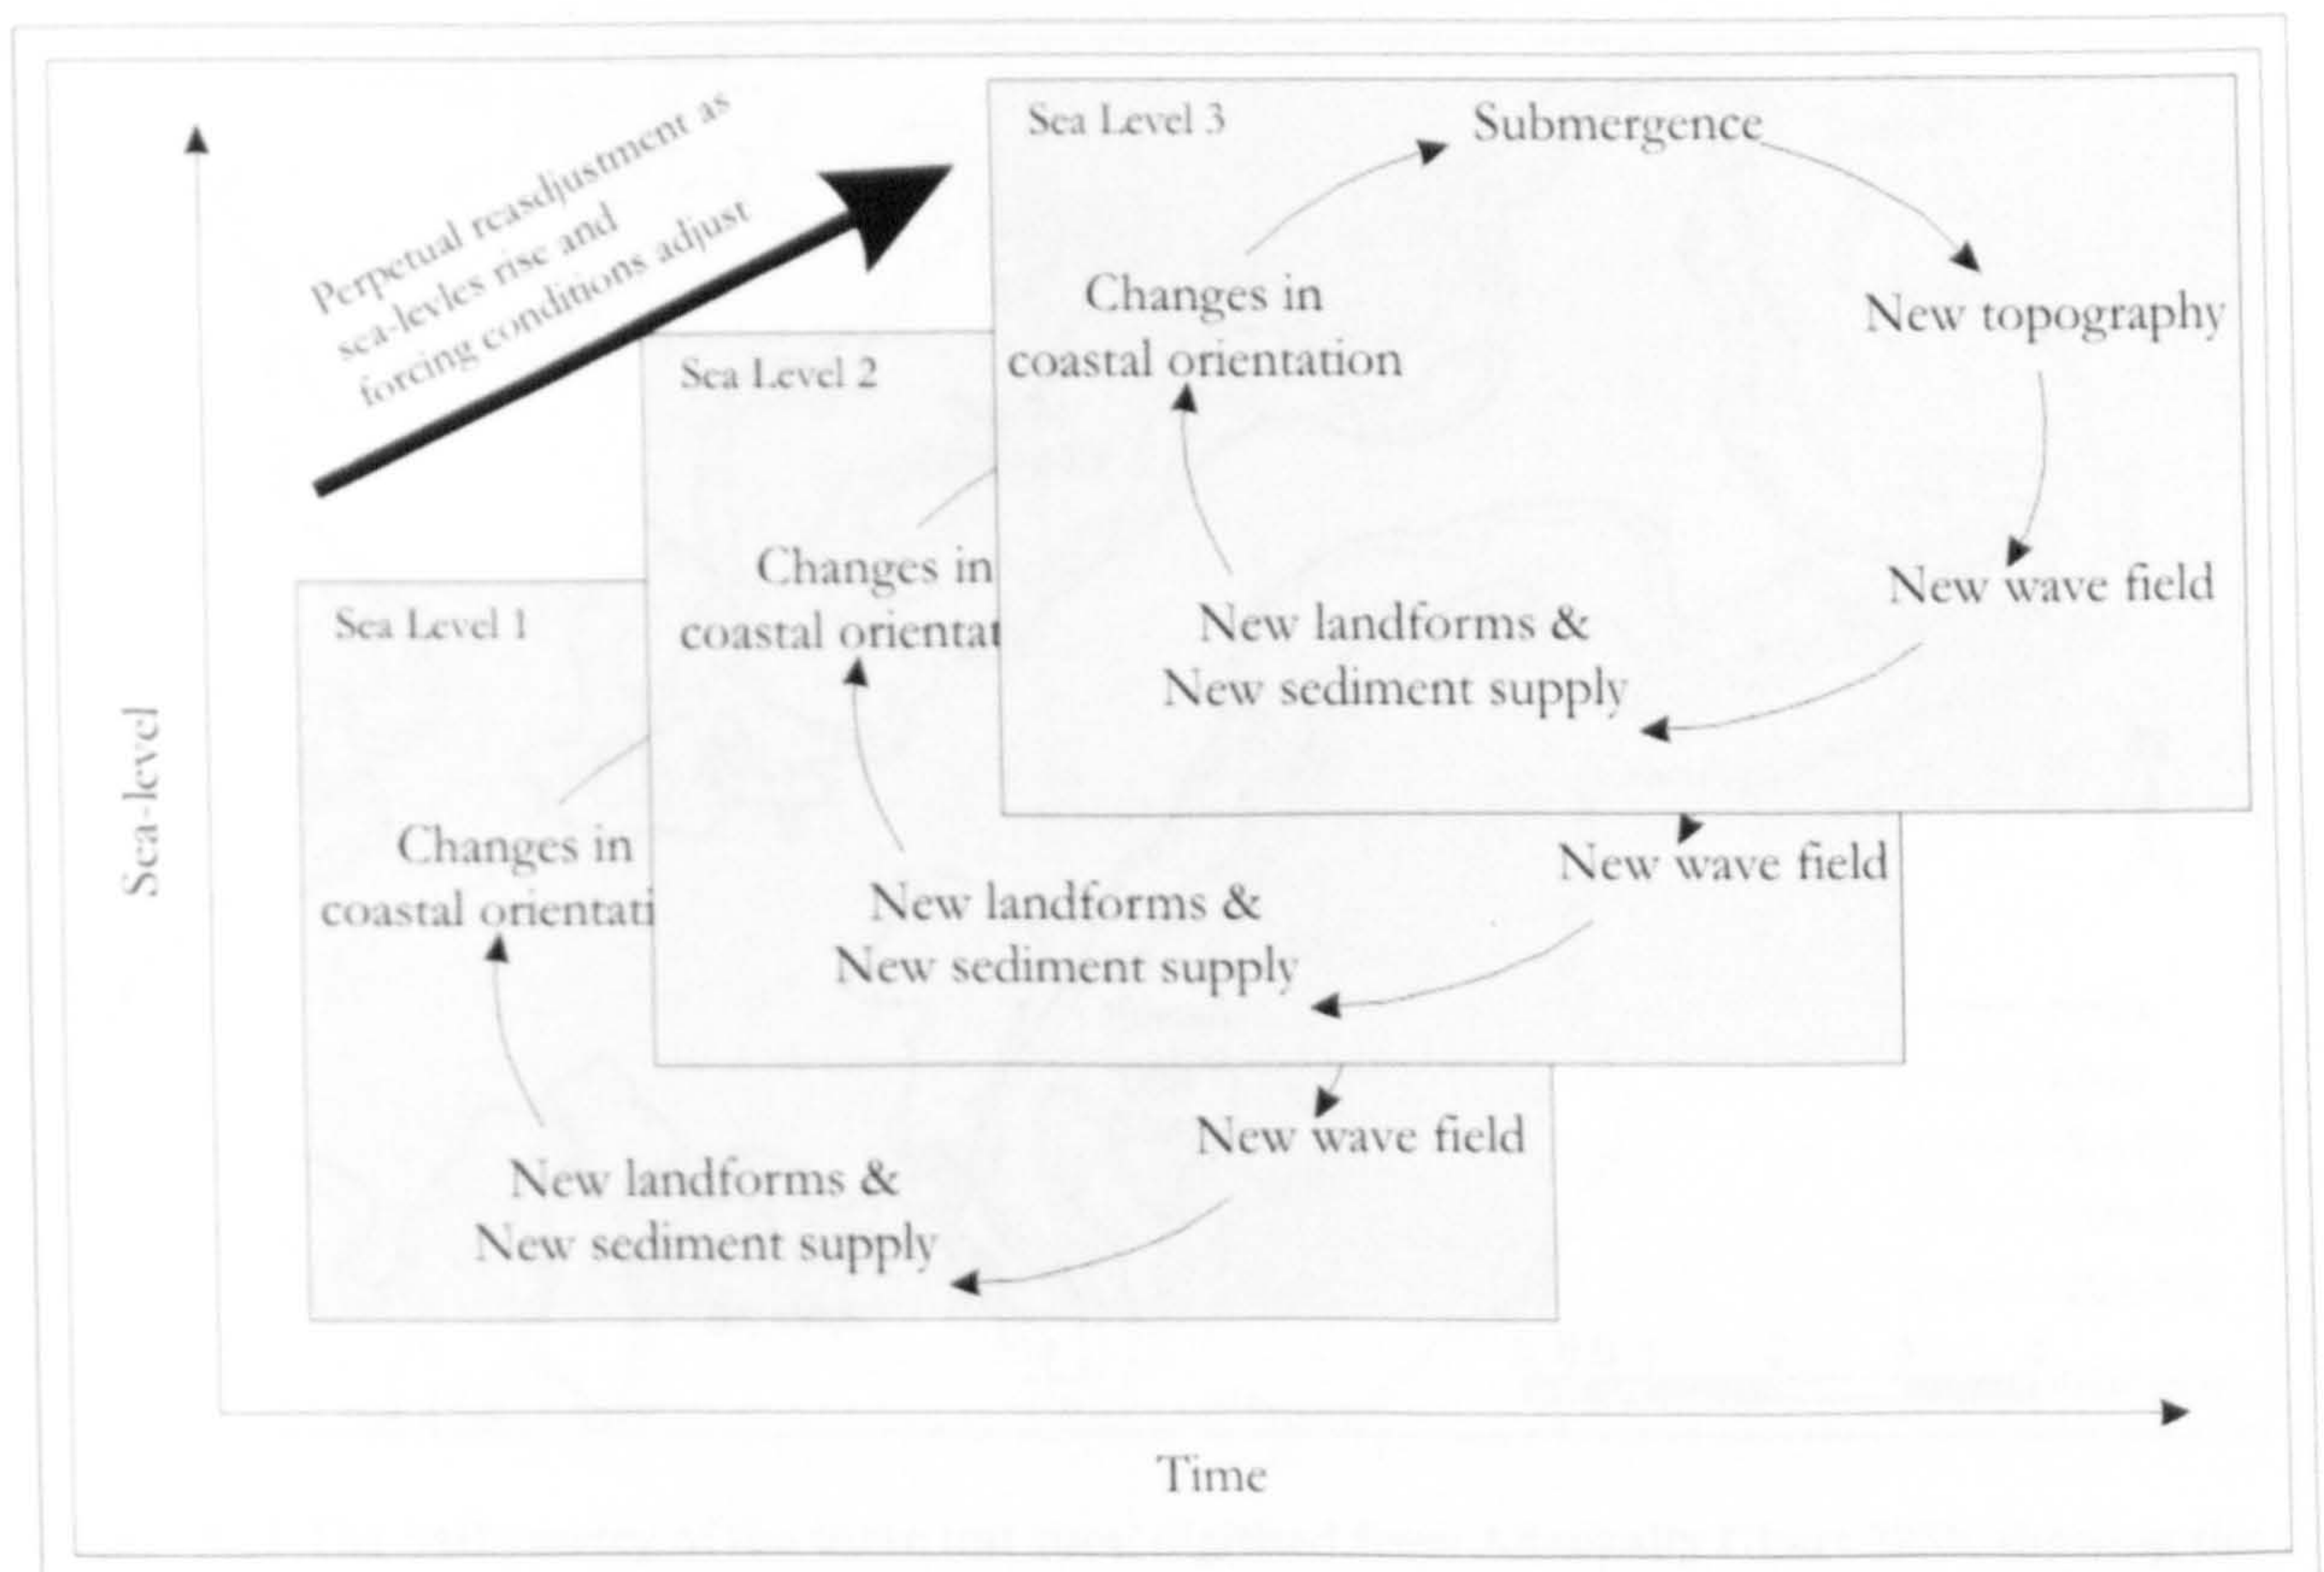 Perpetual reasdjustment as
sea-levles rise and
forcing conditions adjust
Sea Level 3
Submergence
Changes in
coastal orientation
New topography
New wave field
New landforms &
New sediment supply
Sea Level 2
Changes in
coastal orientat
New wave field
New landforms &
New sediment supply
Sea Level 1
Changes in
coastal orientati
New wave field
New landforms &
New sediment supply
Sea-level
Time